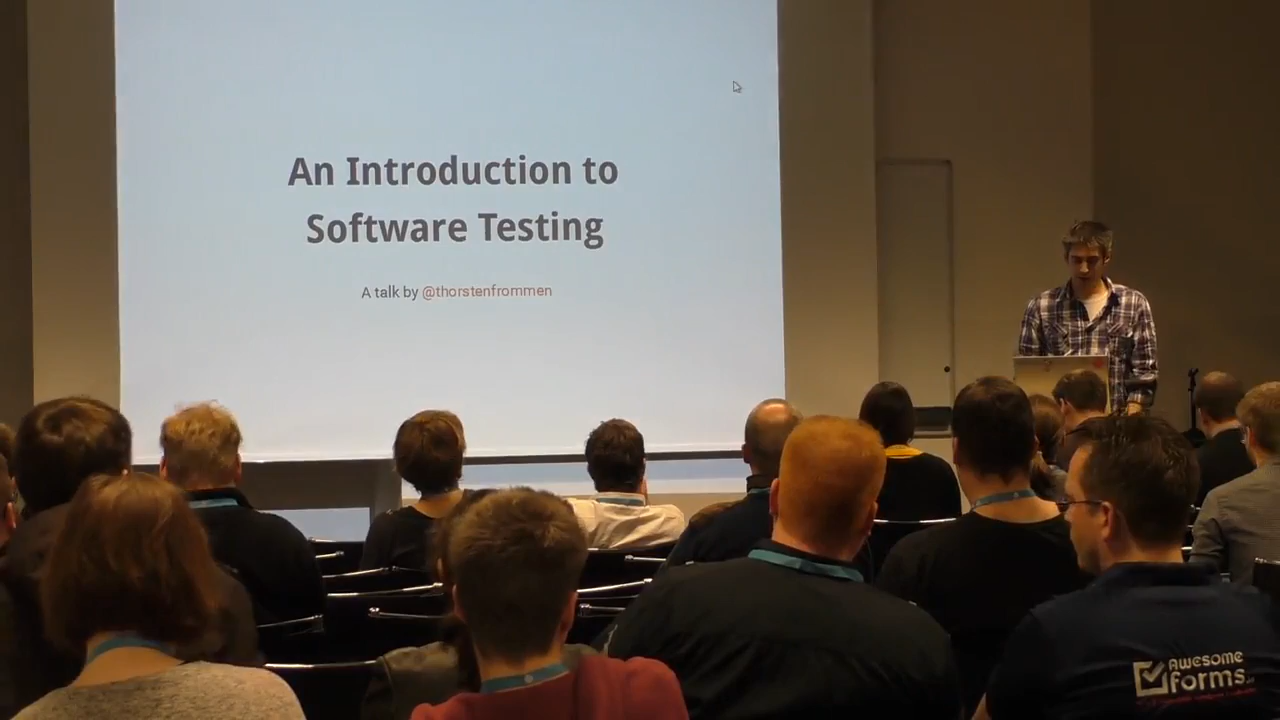 An Introduction to
Software Testing
A talk by @thorstenfrommen
Awesome
forms